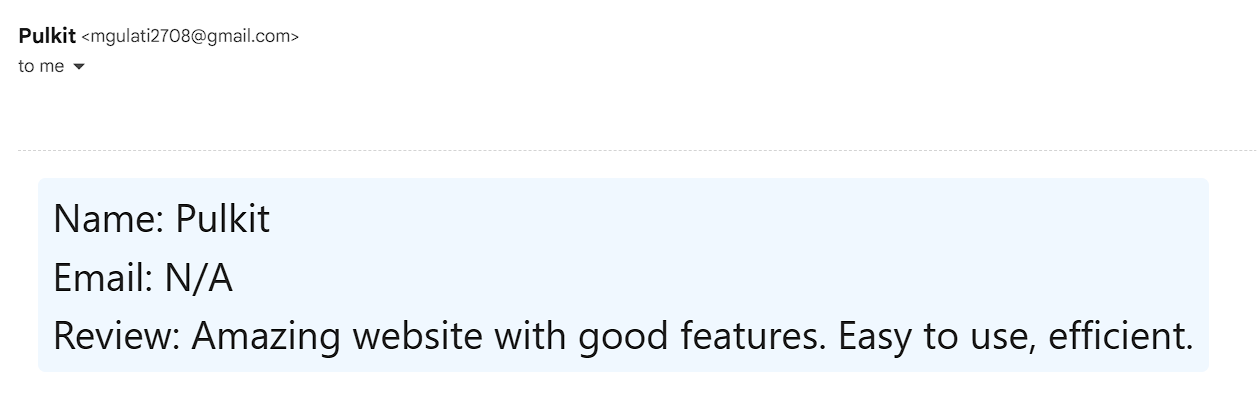 Pulkit <mgulati2708@gmail.com>
to me
Name: Pulkit
Email: N/A
Review: Amazing website with good features. Easy to use, efficient.